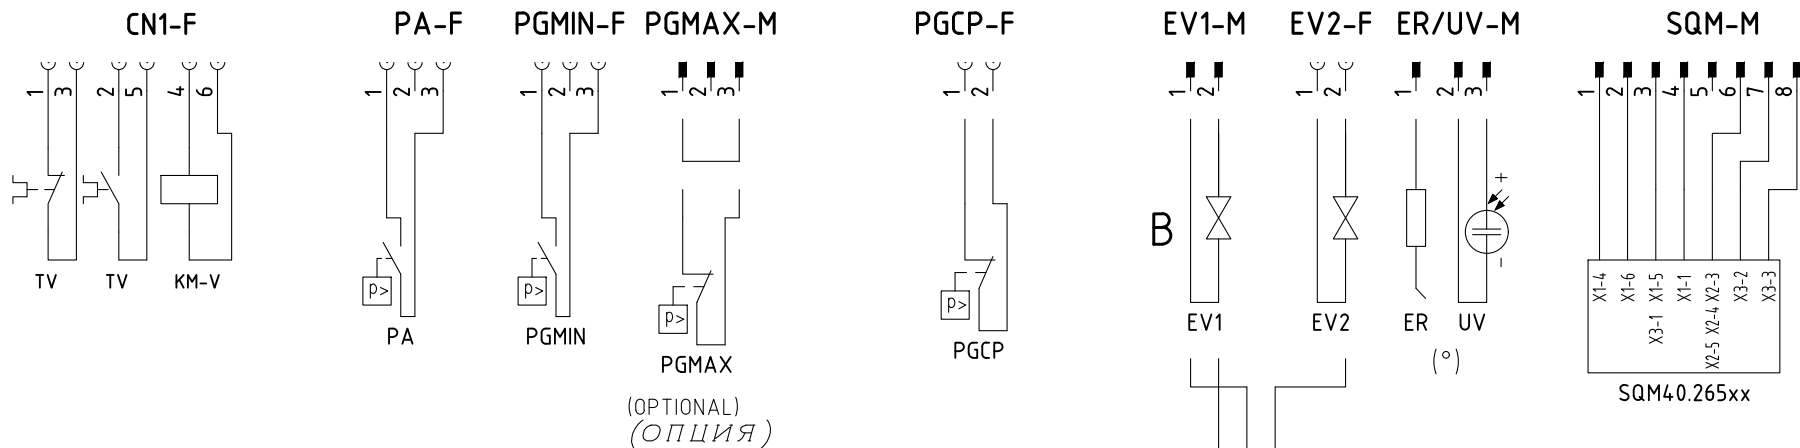 CN1-F PA-F PGMIN-F PGMAX-M PGCP-F EV1-M EV2-F ER/UV-M SQM-M
1 3 2 5 4 6 1 2 3 1 2 3 1 2 3 1 2 1 2 1 2 1 2 3 1 2 3 4 5 6 7 8
+
B
-
TV TV KM-V
p> p> p> p>
X1-4 X1-6 X3-1 X1-5 X1-1 X2-5 X2-4 X2-3 X3-2 X3-3
PA PGMIN PGMAX PGCP EV1 EV2 ER UV
(°)
SQM40.265xx
(OPTIONAL)
(ОПЦИЯ)